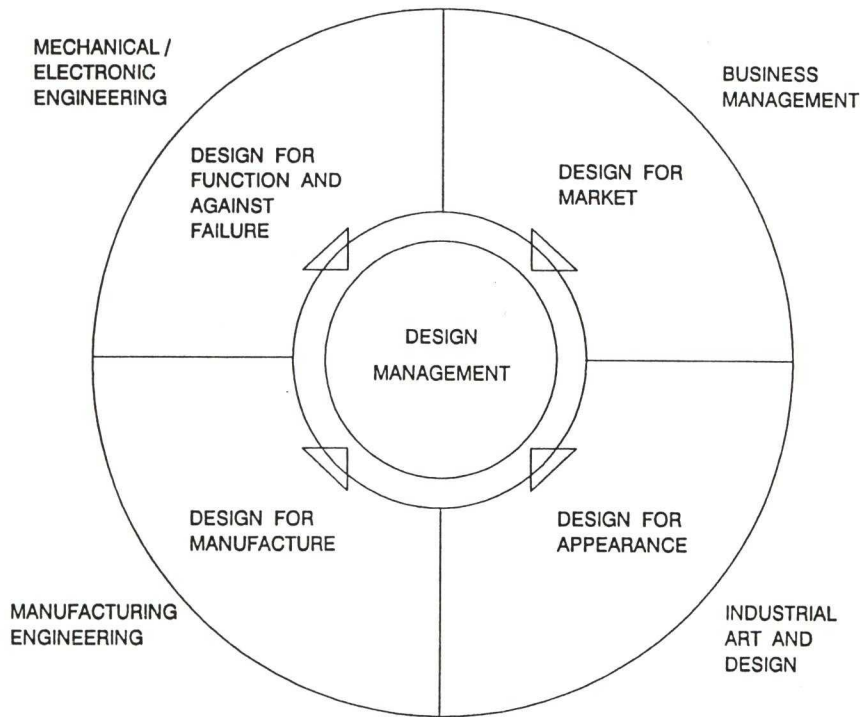 MECHANICAL /
ELECTRONIC
ENGINEERING
BUSINESS
MANAGEMENT
DESIGN FOR
FUNCTION AND
AGAINST
FAILURE
DESIGN FOR
MARKET
DESIGN
MANAGEMENT
DESIGN FOR
MANUFACTURE
DESIGN FOR
APPEARANCE
MANUFACTURING
ENGINEERING
INDUSTRIAL
ART AND
DESIGN